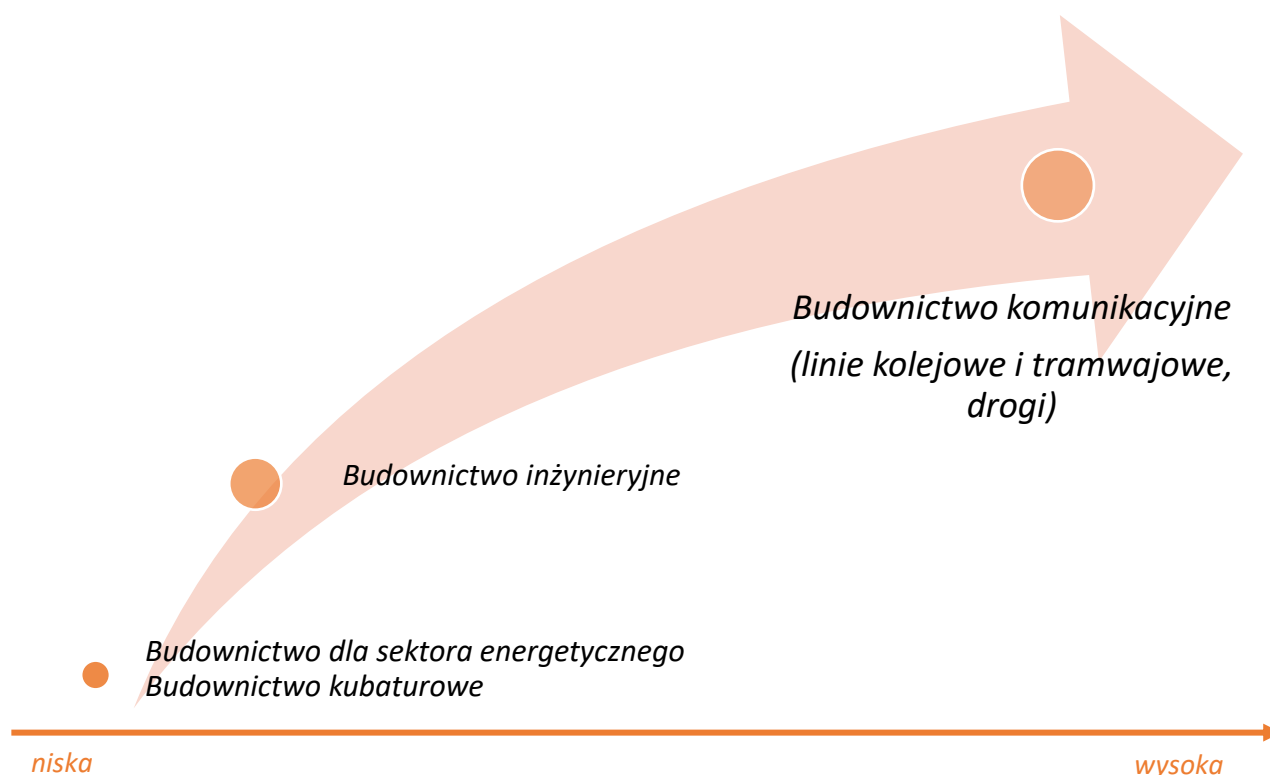 Budownictwo komunikacyjne
(linie kolejowe i tramwajowe,
drogi)
Budownictwo inżynieryjne
Budownictwo dla sektora energetycznego
Budownictwo kubaturowe
niska
wysoka